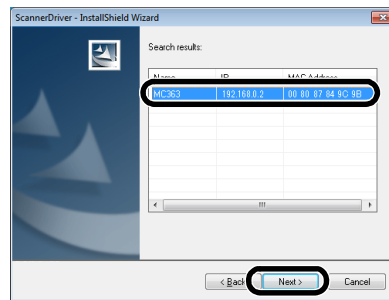 ScannerDriver - InstallShield Wizard
Search results:
Name IP MAC Address
MC363 192.168.0.2 00 80 87 84 9C 9B
< Back Next > Cancel